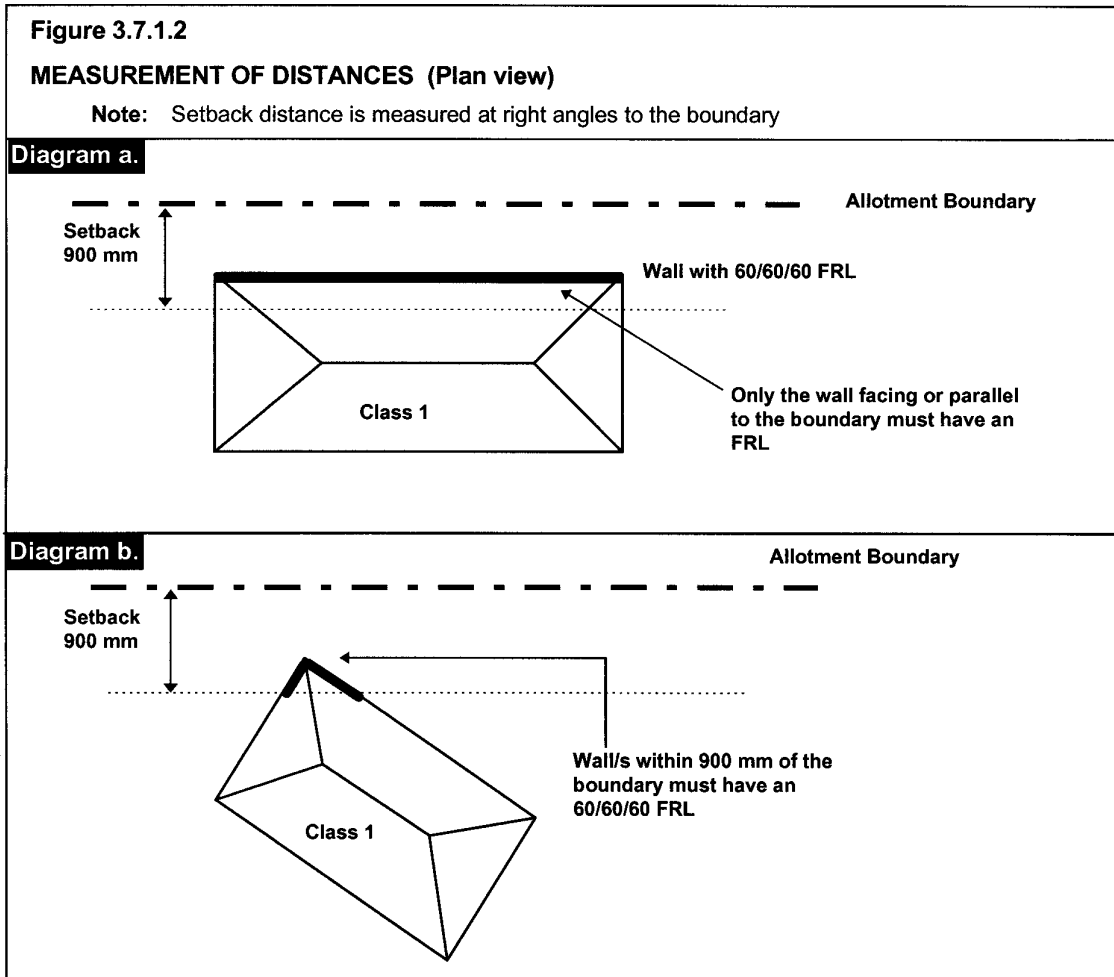 Figure 3.7.1.2
MEASUREMENT OF DISTANCES (Plan view)
Note: Setback distance is measured at right angles to the boundary
Diagram a.
Allotment Boundary
Setback
900 mm
Wall with 60/60/60 FRL
Only the wall facing or parallel
to the boundary must have an
FRL
Class 1
Diagram b.
Allotment Boundary
Setback
900 mm
Wall/s within 900 mm of the
boundary must have an
60/60/60 FRL
Class 1